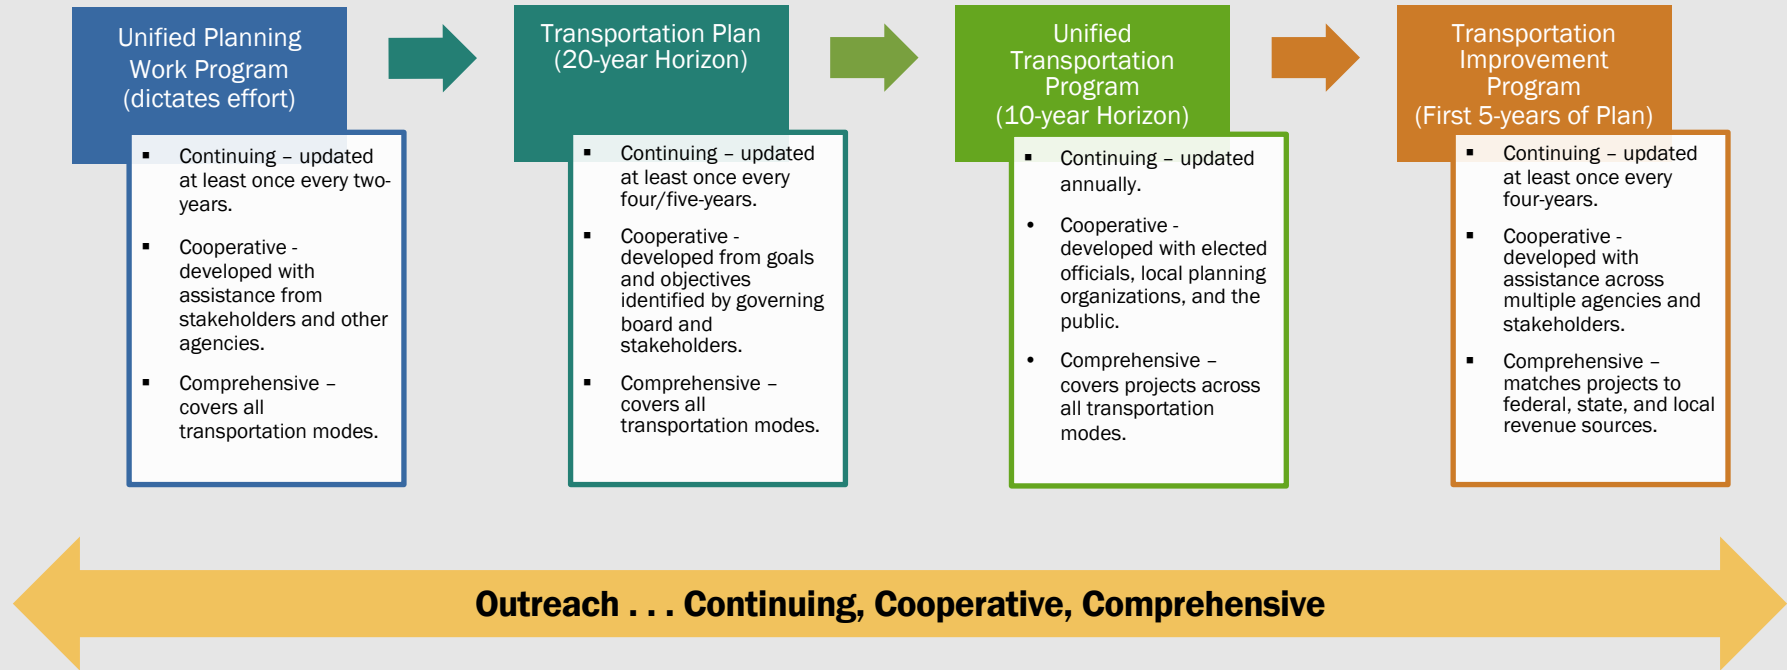 Unified Planning
Work Program
(dictates effort)
▪ Continuing – updated
at least once every two-
years.
▪ Cooperative -
developed with
assistance from
stakeholders and other
agencies.
▪ Comprehensive –
covers all
transportation modes.
Transportation Plan
(20-year Horizon)
▪ Continuing – updated
at least once every
four/five-years.
▪ Cooperative -
developed from goals
and objectives
identified by governing
board and
stakeholders.
▪ Comprehensive –
covers all
transportation modes.
Unified
Transportation
Program
(10-year Horizon)
▪ Continuing – updated
annually.
• Cooperative -
developed with elected
officials, local planning
organizations, and the
public.
• Comprehensive –
covers projects across
all transportation
modes.
Transportation
Improvement
Program
(First 5-years of Plan)
▪ Continuing – updated
at least once every
four-years.
▪ Cooperative -
developed with
assistance across
multiple agencies and
stakeholders.
▪ Comprehensive –
matches projects to
federal, state, and local
revenue sources.
Outreach . . . Continuing, Cooperative, Comprehensive